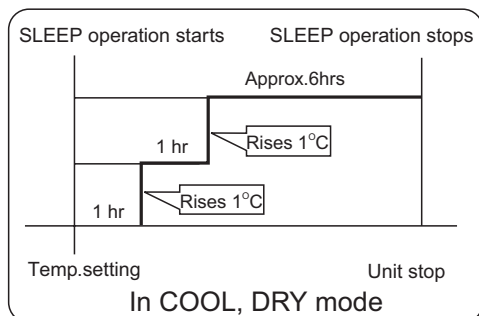 SLEEP operation starts
SLEEP operation stops
Approx.6hrs
Rises 1°C
1 hr
Rises 1°C
1 hr
Temp.setting
Unit stop
In COOL, DRY mode